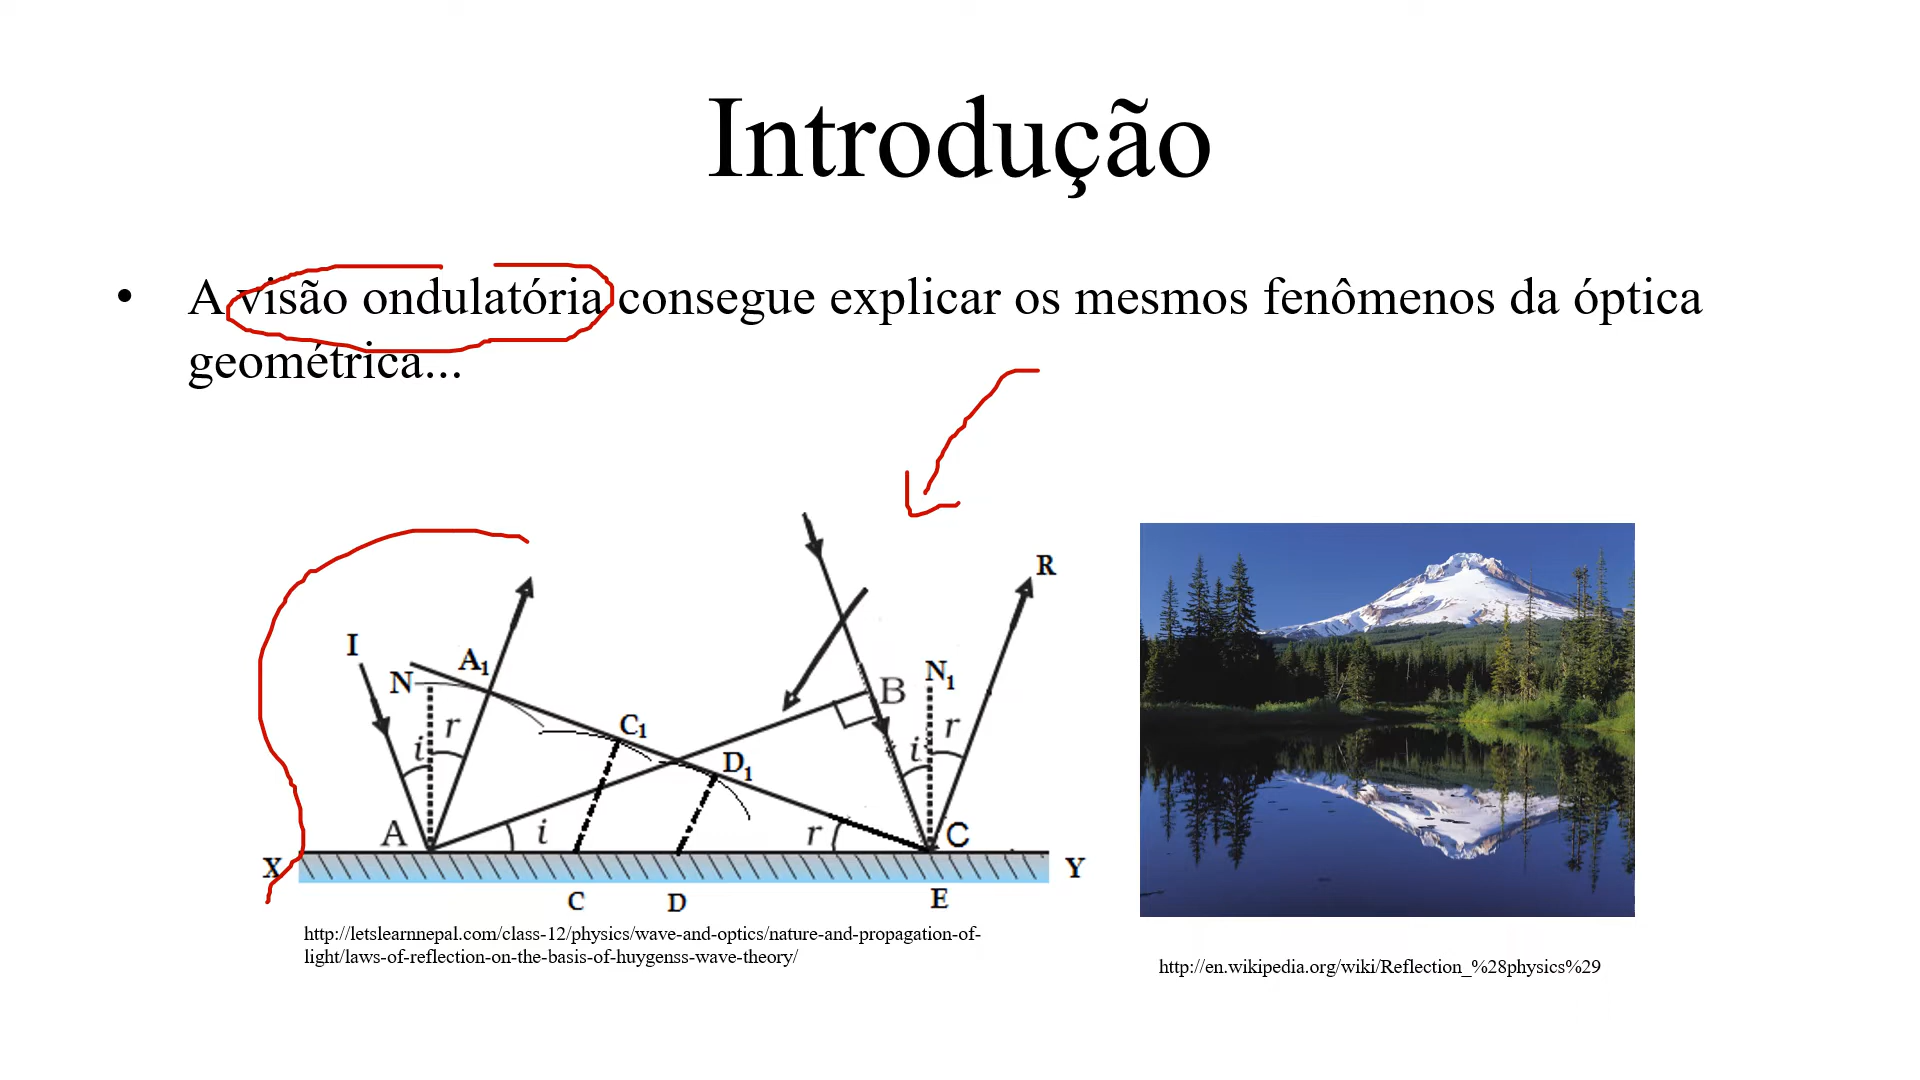 Introdução
• A visão ondulatória consegue explicar os mesmos fenômenos da óptica
geométrica...
I
N
A₁
r
i
A
i
X
C₁
D₁
r
B
N₁
R
r
i
C
Y
C
D
E
http://letslearnnepal.com/class-12/physics/wave-and-optics/nature-and-propagation-of-
light/laws-of-reflection-on-the-basis-of-huygenss-wave-theory/
http://en.wikipedia.org/wiki/Reflection_%28physics%29